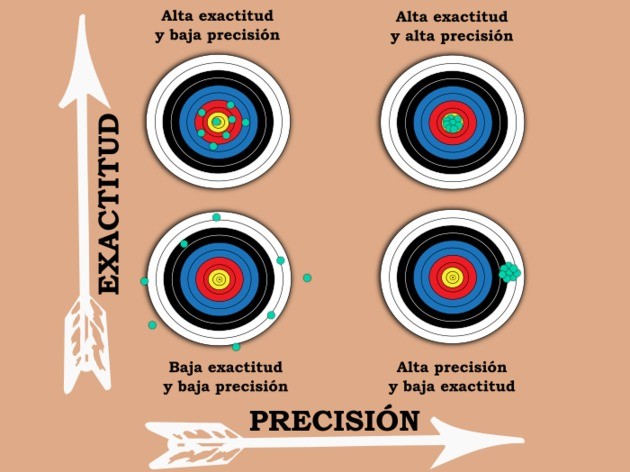 Alta exactitud
y baja precisión
Alta exactitud
y alta precisión
EXACTITUD
Baja exactitud
y baja precisión
Alta precisión
y baja exactitud
PRECISIÓN